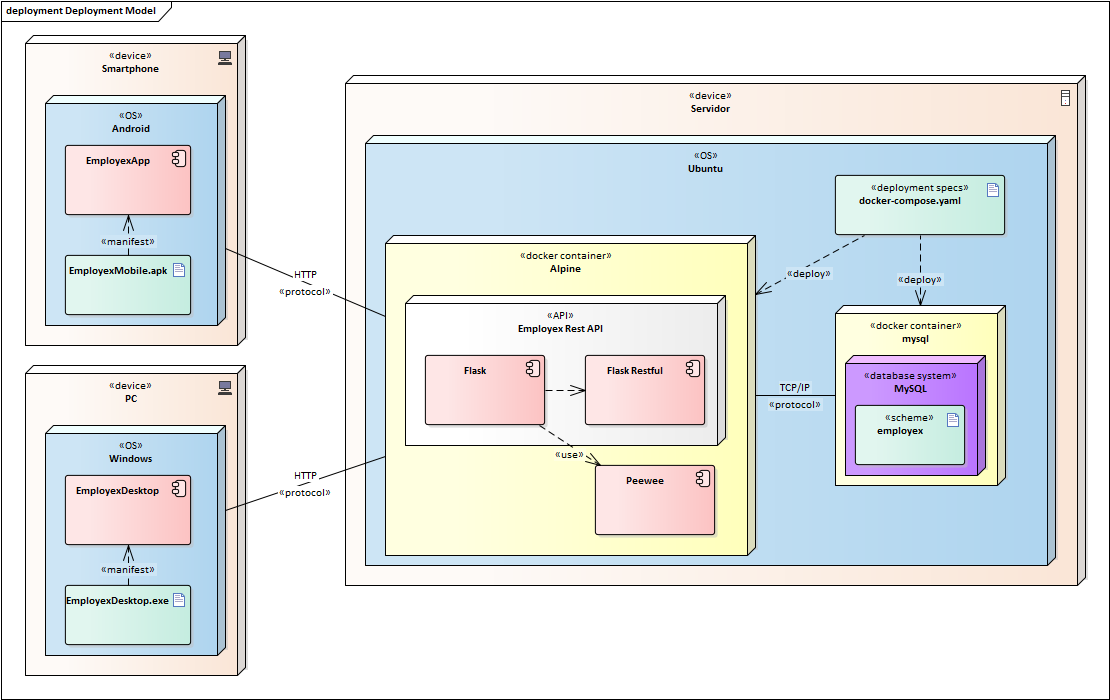 deployment Deployment Model
«device»
Smartphone
«OS»
Android
EmployexApp
«manifest»
EmployexMobile.apk
HTTP
«protocol»
«device»
PC
«OS»
Windows
EmployexDesktop
«manifest»
EmployexDesktop.exe
HTTP
«protocol»
«device»
Servidor
«OS»
Ubuntu
«deployment specs»
docker-compose.yaml
«deploy»
«deploy»
«docker container»
Alpine
«API»
Employex Rest API
Flask
Flask Restful
«use»
Peewee
TCP/IP
«protocol»
«docker container»
mysql
«database system»
MySQL
«scheme»
employex